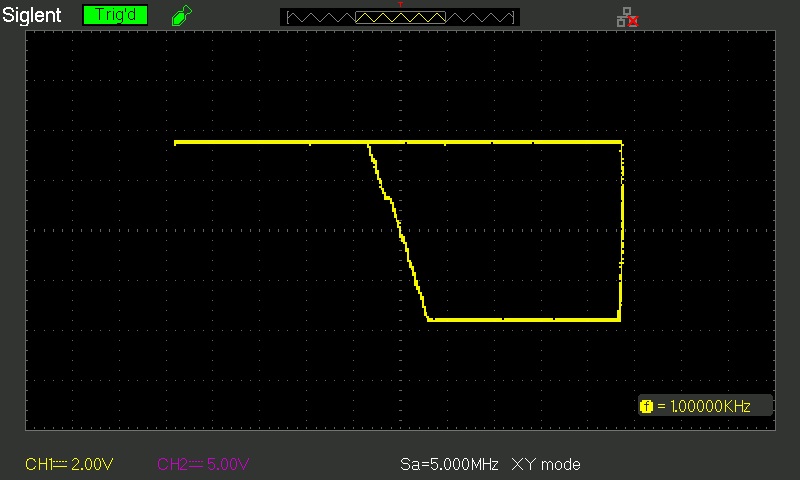 Siglent Trig'd T
f = 1.00000KHz
CH1 2.00V CH2 5.00V Sa=5.000MHz XY mode